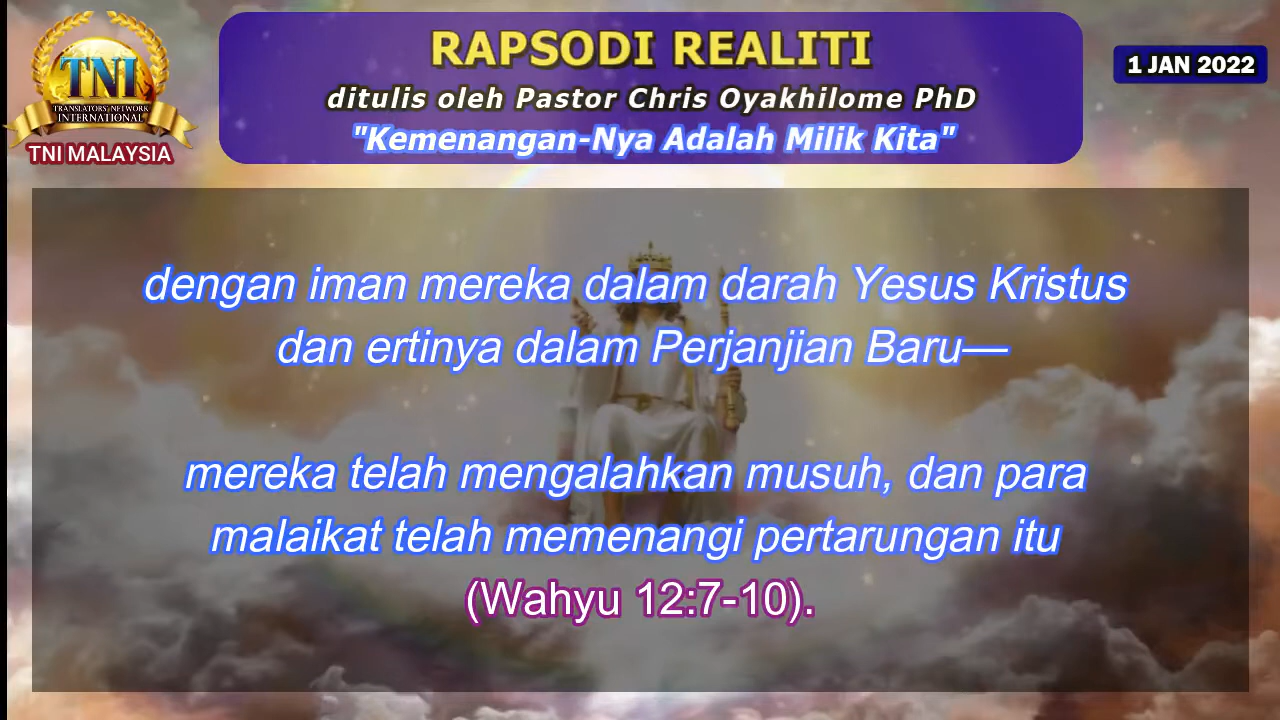 TNI
TRANSLATORS' NETWORK
INTERNATIONAL
TNI MALAYSIA
RAPSODI REALITI
ditulis oleh Pastor Chris Oyakhilome PhD
"Kemenangan-Nya Adalah Milik Kita"
1 JAN 2022
dengan iman mereka dalam darah Yesus Kristus
dan ertinya dalam Perjanjian Baru—
mereka telah mengalahkan musuh, dan para
malaikat telah memenangi pertarungan itu
(Wahyu 12:7-10).